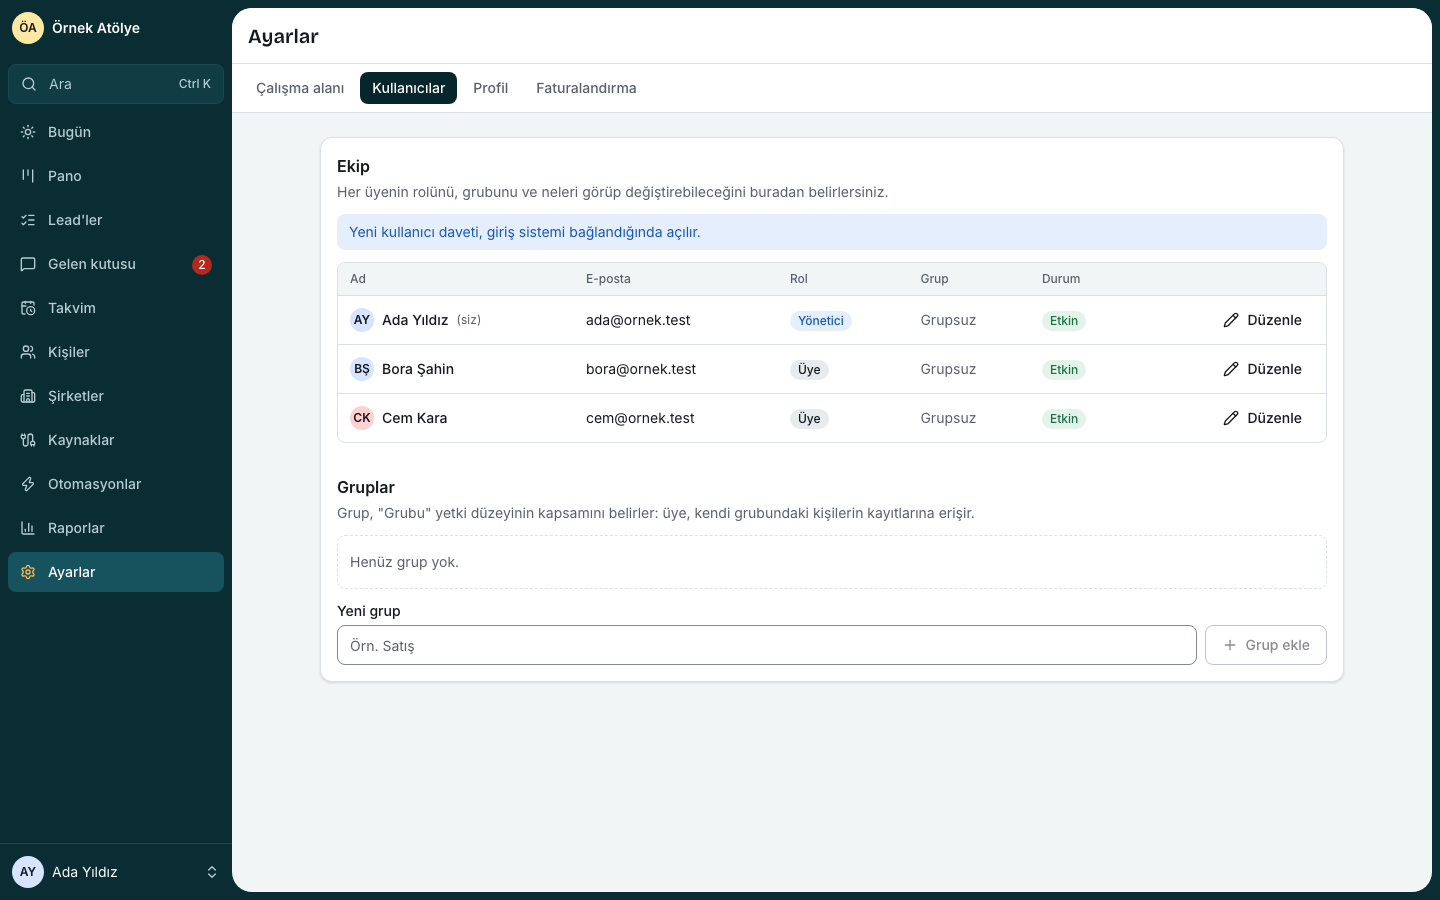 ÖA Örnek Atölye
Ara Ctrl K
Bugün
Pano
Lead'ler
Gelen kutusu 2
Takvim
Kişiler
Şirketler
Kaynaklar
Otomasyonlar
Raporlar
Ayarlar
AY Ada Yıldız
Ayarlar
Çalışma alanı Kullanıcılar Profil Faturalandırma
Ekip
Her üyenin rolünü, grubunu ve neleri görüp değiştirebileceğini buradan belirlersiniz.
Yeni kullanıcı daveti, giriş sistemi bağlandığında açılır.
Ad E-posta Rol Grup Durum
AY Ada Yıldız (siz) ada@ornek.test Yönetici Grupsuz Etkin Düzenle
BŞ Bora Şahin bora@ornek.test Üye Grupsuz Etkin Düzenle
CK Cem Kara cem@ornek.test Üye Grupsuz Etkin Düzenle
Gruplar
Grup, "Grubu" yetki düzeyinin kapsamını belirler: üye, kendi grubundaki kişilerin kayıtlarına erişir.
Henüz grup yok.
Yeni grup
Örn. Satış
Grup ekle